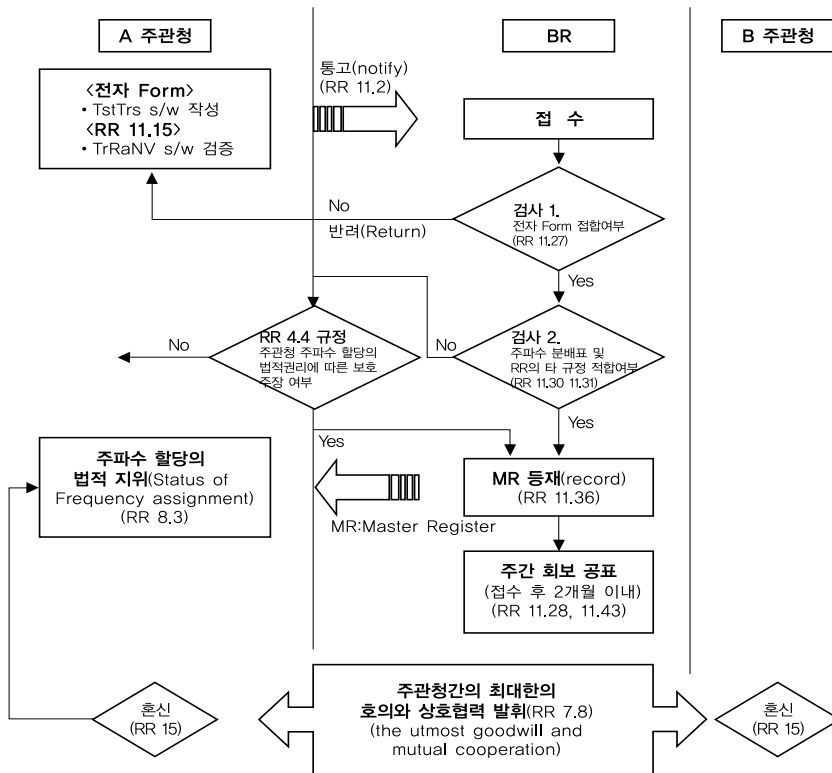 A 주관청
BR
B 주관청
<전자 Form>
• TstTrs s/w 작성
<RR 11.15>
• TrRaNV s/w 검증
통고(notify)
(RR 11.2)
접 수
No
반려(Return)
검사 1.
전자 Form 접합여부
(RR 11.27)
Yes
No
RR 4.4 규정
주관청 주파수 할당의
법적권리에 따른 보호
주장 여부
No
검사 2.
주파수 분배표 및
RR의 타 규정 적합여부
(RR 11.30 11.31)
Yes
Yes
주파수 할당의
법적 지위(Status of
Frequency assignment)
(RR 8.3)
MR:Master Register
MR 등재(record)
(RR 11.36)
주간 회보 공표
(접수 후 2개월 이내)
(RR 11.28, 11.43)
혼신
(RR 15)
주관청간의 최대한의
호의와 상호협력 발휘(RR 7.8)
(the utmost goodwill and
mutual cooperation)
혼신
(RR 15)